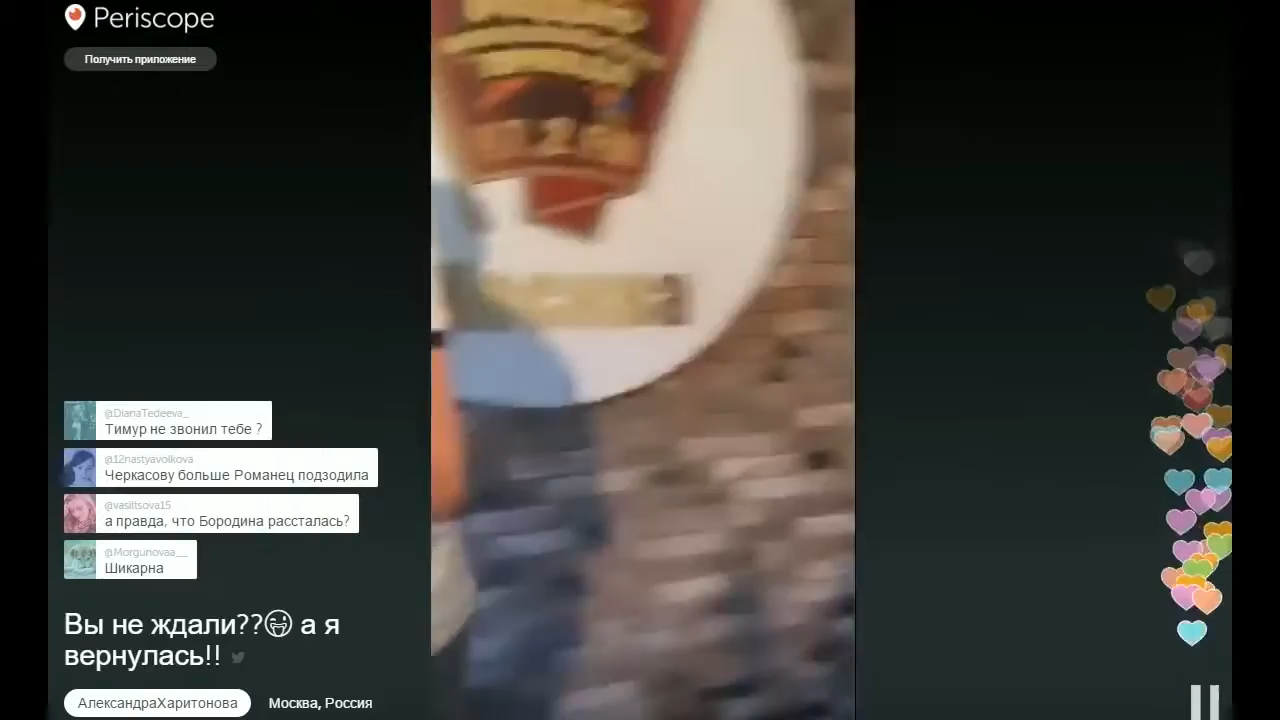 Periscope
Получить приложение
@DianaTedeeva_
Тимур не звонил тебе ?
@12nastyavolkova
Черкасову больше Романец подзодила
@vasiltsova15
а правда, что Бородина рассталась?
@Morgunovaa__
Шикарна
Вы не ждали??😜 а я
вернулась!!
АлександраХаритонова
Москва, Россия